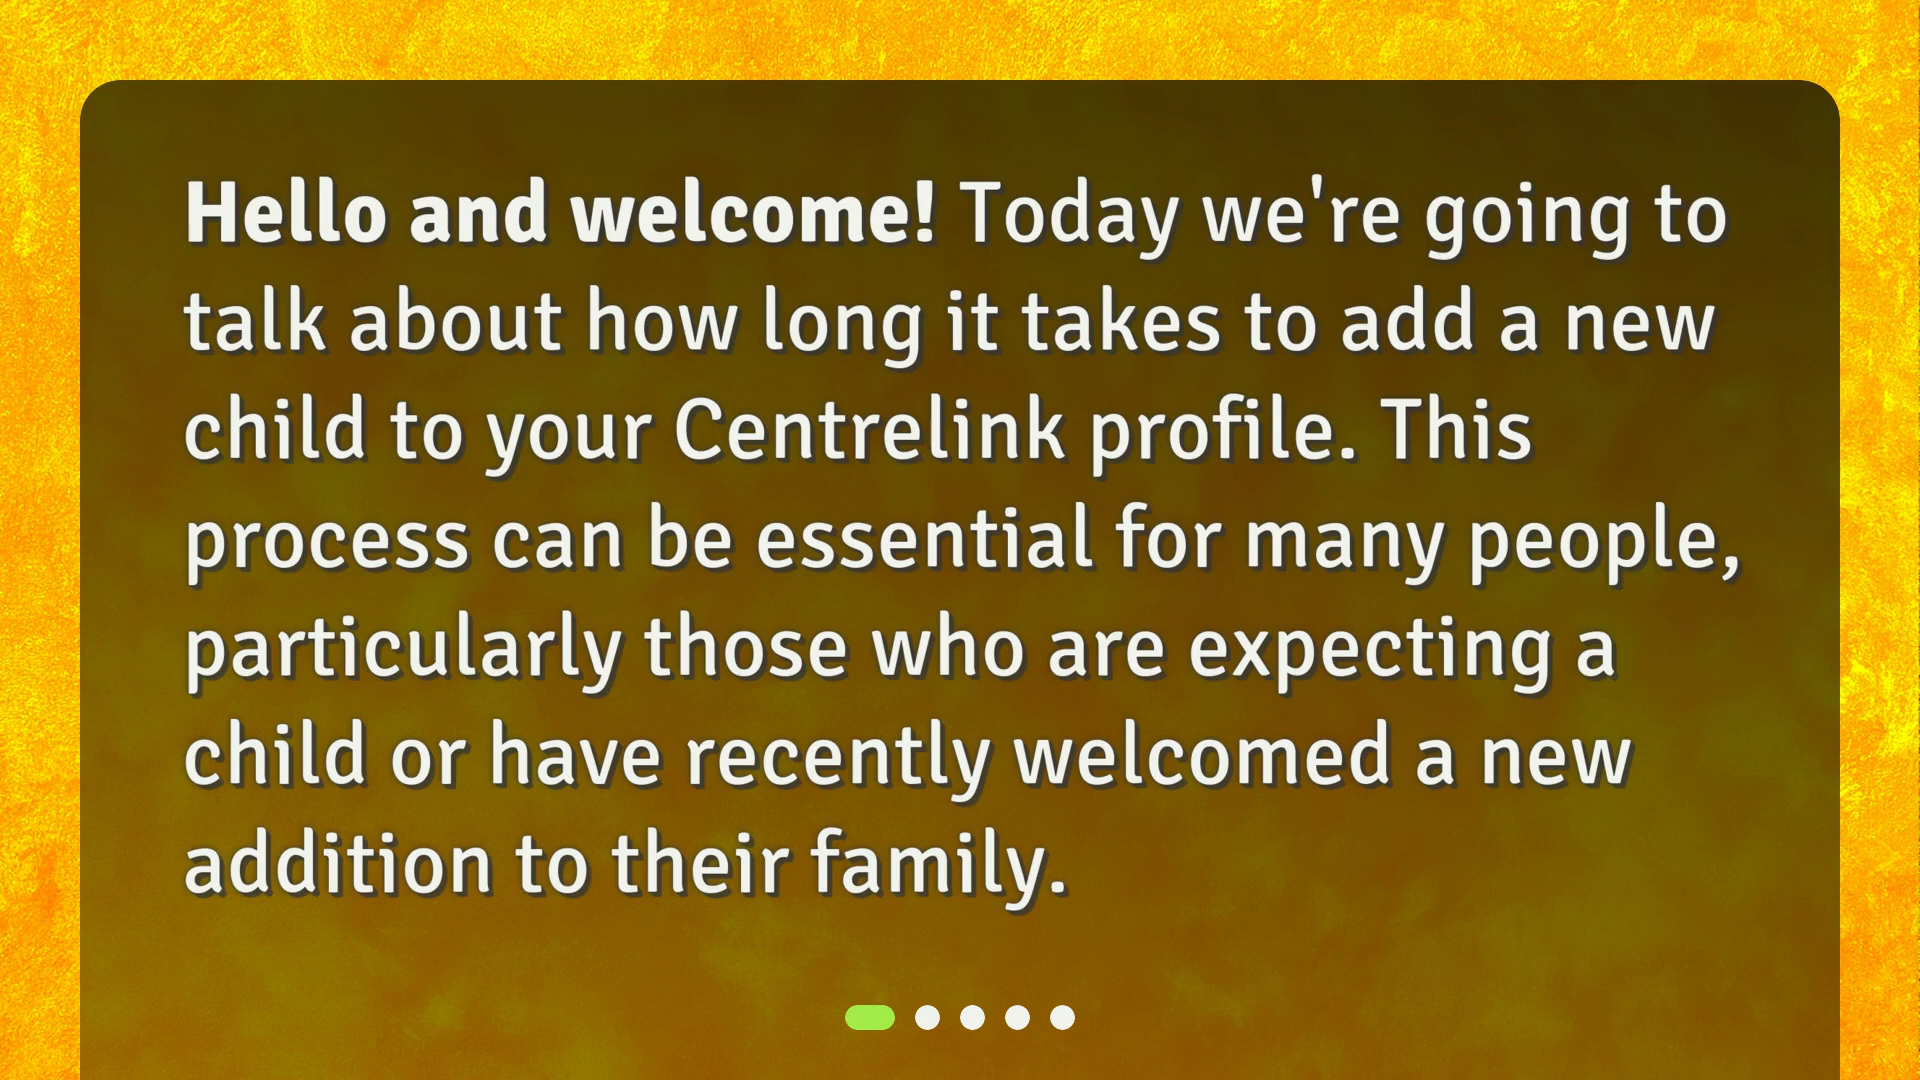 Hello and welcome! Today we're going to
talk about how long it takes to add a new
child to your Centrelink profile. This
process can be essential for many people,
particularly those who are expecting a
child or have recently welcomed a new
addition to their family.